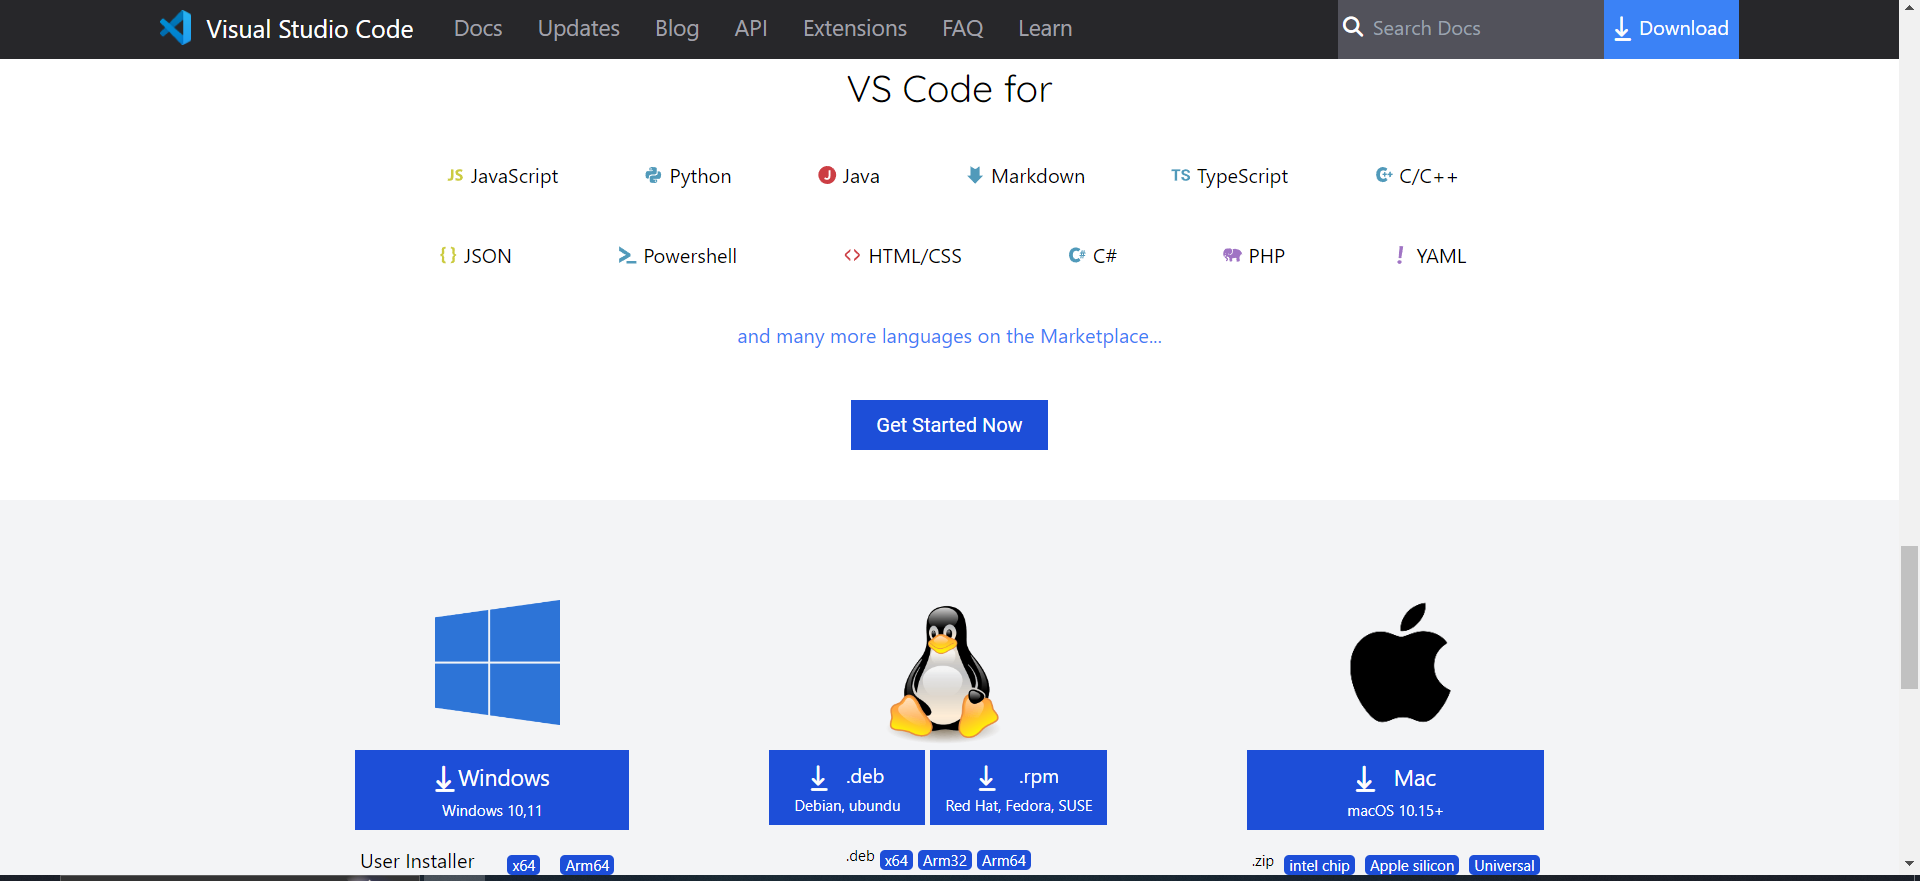 Visual Studio Code Docs Updates Blog API Extensions FAQ Learn Search Docs Download
VS Code for
JS JavaScript Python J Java Markdown TS TypeScript C++ C/C++
{} JSON Powershell <> HTML/CSS C# C# PHP ! YAML
and many more languages on the Marketplace...
Get Started Now
Windows .deb .rpm Mac
Windows 10,11 Debian, ubundu Red Hat, Fedora, SUSE macOS 10.15+
User Installer x64 Arm64 .deb x64 Arm32 Arm64 .zip intel chip Apple silicon Universal